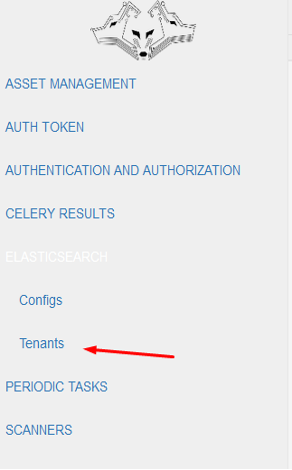 ASSET MANAGEMENT
AUTH TOKEN
AUTHENTICATION AND AUTHORIZATION
CELERY RESULTS
ELASTICSEARCH
Configs
Tenants
PERIODIC TASKS
SCANNERS